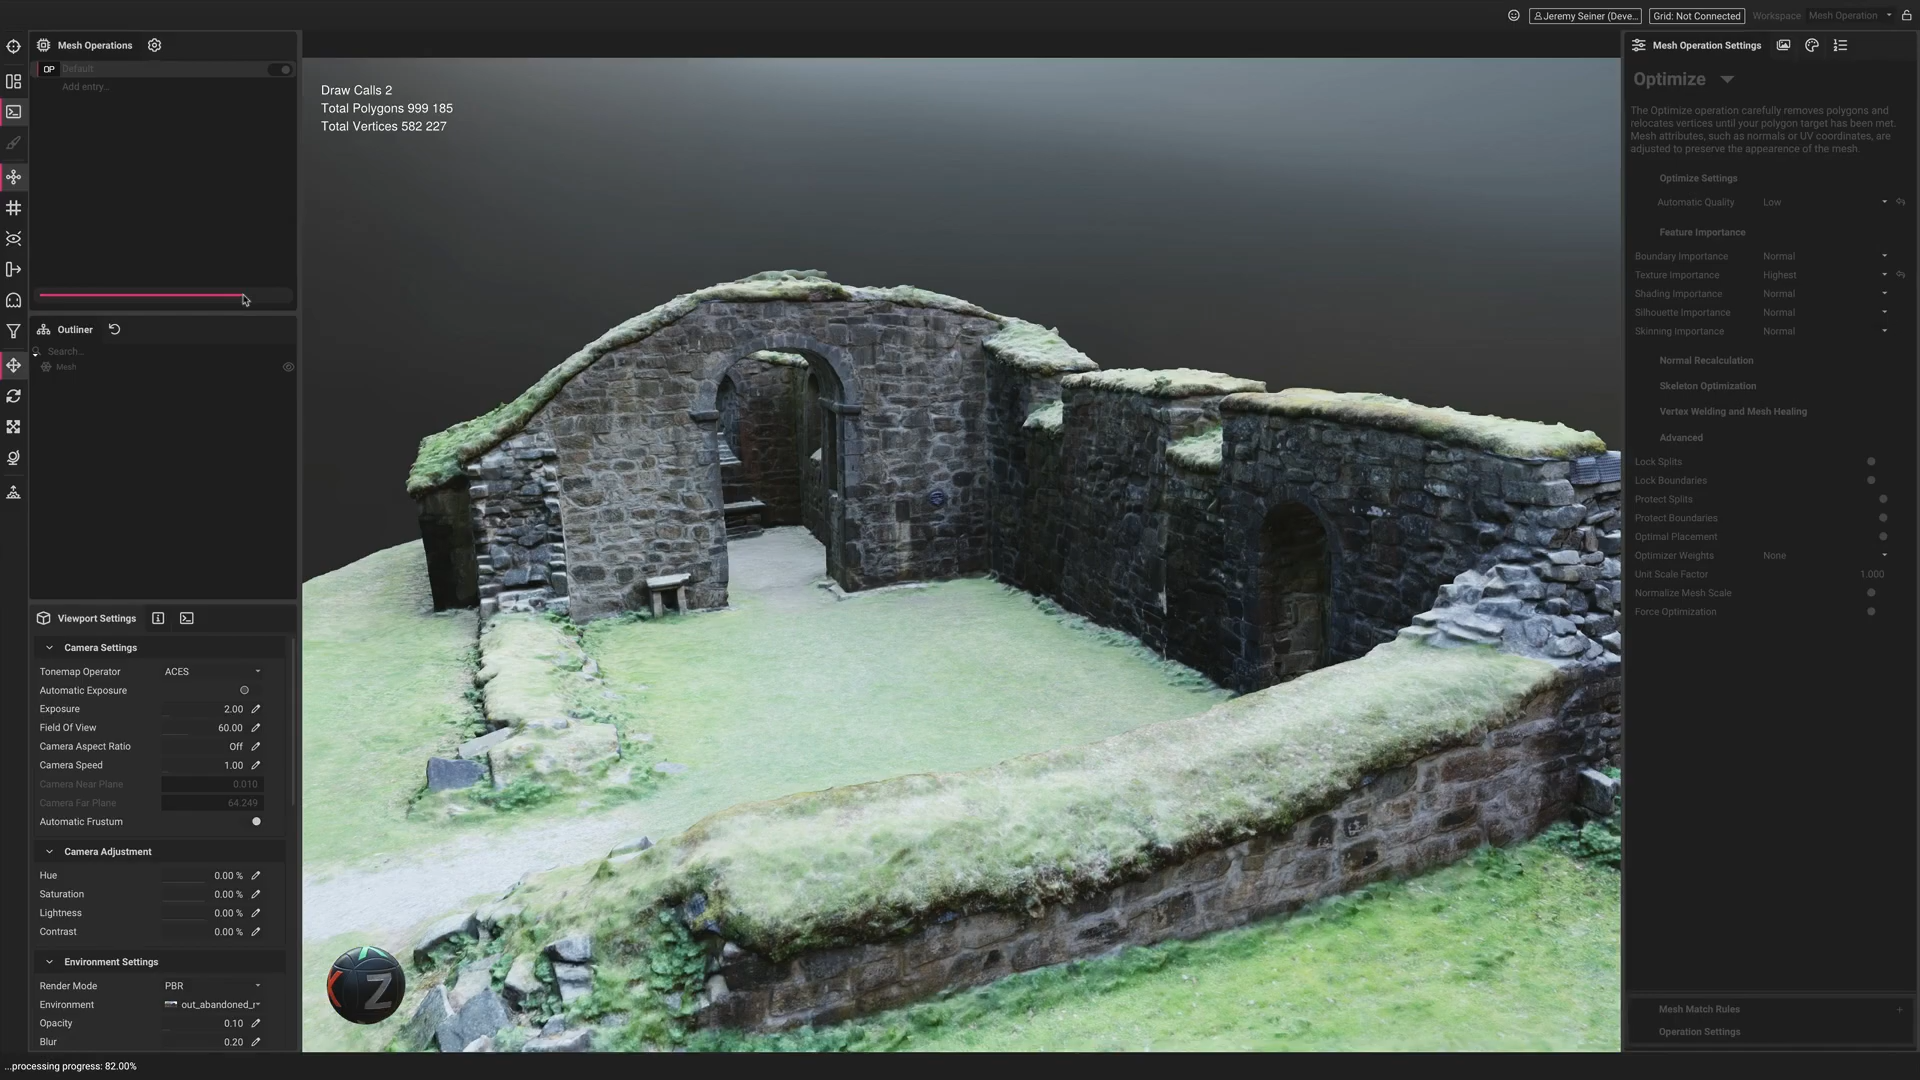 Jeremy Seiner (Deve...
Grid: Not Connected
Workspace
Mesh Operation
Mesh Operations
OP
Default
Add entry...
Outliner
Search...
Mesh
Viewport Settings
Camera Settings
Tonemap Operator ACES
Automatic Exposure
Exposure 2.00
Field Of View 60.00
Camera Aspect Ratio Off
Camera Speed 1.00
Camera Near Plane 0.010
Camera Far Plane 64.249
Automatic Frustum
Camera Adjustment
Hue 0.00 %
Saturation 0.00 %
Lightness 0.00 %
Contrast 0.00 %
Environment Settings
Render Mode PBR
Environment out_abandoned_r
Opacity 0.10
Blur 0.20
...processing progress: 82.00%
Draw Calls 2
Total Polygons 999 185
Total Vertices 582 227
Z
Mesh Operation Settings
Optimize
The Optimize operation carefully removes polygons and
relocates vertices until your polygon target has been met.
Mesh attributes, such as normals or UV coordinates, are
adjusted to preserve the appearence of the mesh.
Optimize Settings
Automatic Quality Low
Feature Importance
Boundary Importance Normal
Texture Importance Highest
Shading Importance Normal
Silhouette Importance Normal
Skinning Importance Normal
Normal Recalculation
Skeleton Optimization
Vertex Welding and Mesh Healing
Advanced
Lock Splits
Lock Boundaries
Protect Splits
Protect Boundaries
Optimal Placement
Optimizer Weights None
Unit Scale Factor 1.000
Normalize Mesh Scale
Force Optimization
Mesh Match Rules
Operation Settings